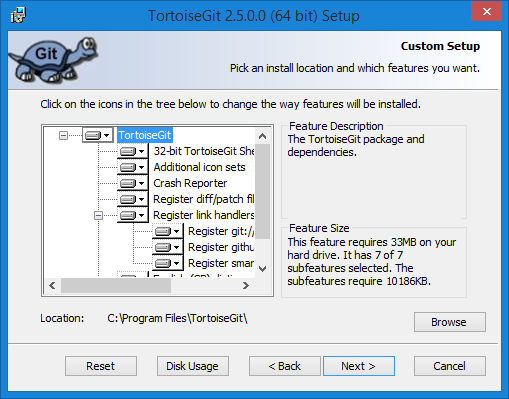 TortoiseGit 2.5.0.0 (64 bit) Setup
Git
Custom Setup
Pick an install location and which features you want.
Click on the icons in the tree below to change the way features will be installed.
TortoiseGit
32-bit TortoiseGit She
Additional icon sets
Crash Reporter
Register diff/patch fil
Register link handlers
Register git://
Register githu
Register smar
Feature Description
The TortoiseGit package and
dependencies.
Feature Size
This feature requires 33MB on your
hard drive. It has 7 of 7
subfeatures selected. The
subfeatures require 10186KB.
Location: C:\Program Files\TortoiseGit\
Browse
Reset Disk Usage < Back Next > Cancel